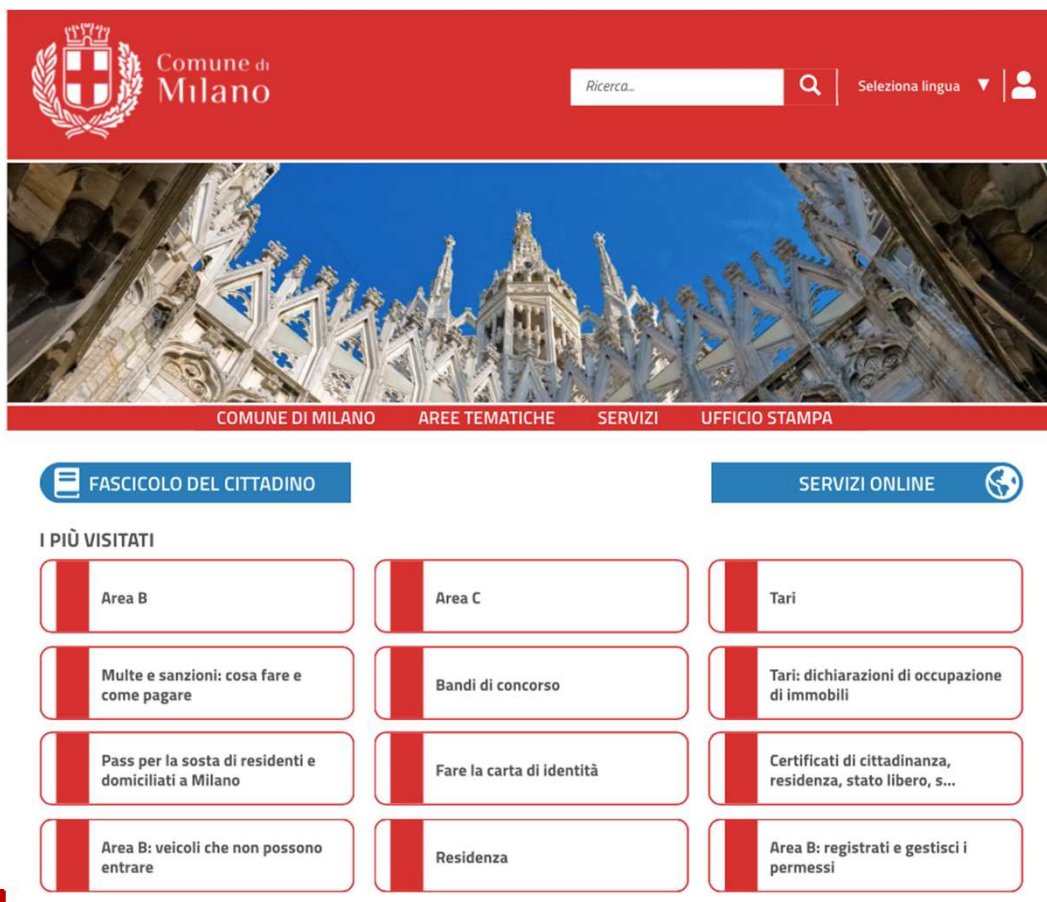 Comune di
Milano
Ricerca...
Seleziona lingua
COMUNE DI MILANO AREE TEMATICHE SERVIZI UFFICIO STAMPA
FASCICOLO DEL CITTADINO
SERVIZI ONLINE
I PIÙ VISITATI
Area B
Area C
Tari
Multe e sanzioni: cosa fare e
come pagare
Bandi di concorso
Tari: dichiarazioni di occupazione
di immobili
Pass per la sosta di residenti e
domiciliati a Milano
Fare la carta di identità
Certificati di cittadinanza,
residenza, stato libero, s...
Area B: veicoli che non possono
entrare
Residenza
Area B: registrati e gestisci i
permessi